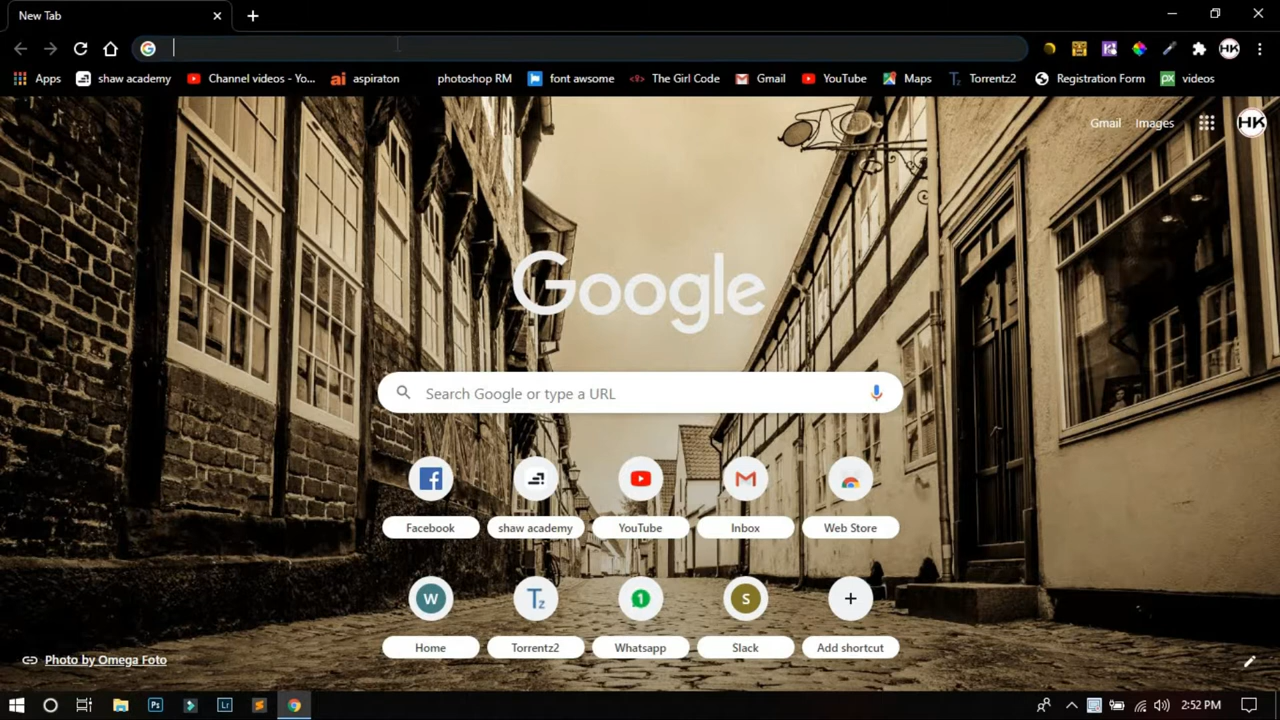 New Tab
Apps shaw academy Channel videos - Yo... aspiraton photoshop RM font awsome The Girl Code Gmail YouTube Maps Torrentz2 Registration Form videos
Gmail Images HK
Google
Search Google or type a URL
Facebook shaw academy YouTube Inbox Web Store
Home Torrentz2 Whatsapp Slack Add shortcut
Photo by Omega Foto
2:52 PM